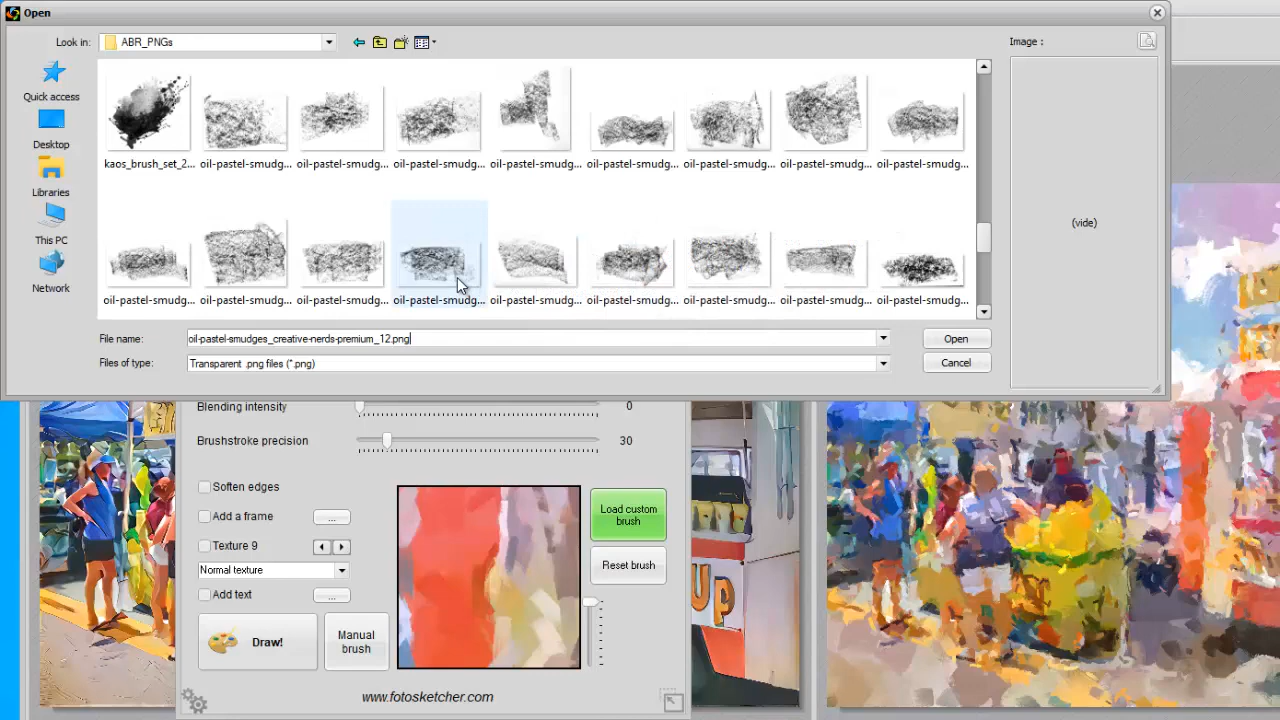 Open
Look in:
ABR_PNGs
Image :
Quick access
Desktop
Libraries
This PC
Network
kaos_brush_set_2...
oil-pastel-smudg...
oil-pastel-smudg...
oil-pastel-smudg...
oil-pastel-smudg...
oil-pastel-smudg...
oil-pastel-smudg...
oil-pastel-smudg...
oil-pastel-smudg...
(vide)
oil-pastel-smudg...
oil-pastel-smudg...
oil-pastel-smudg...
oil-pastel-smudg...
oil-pastel-smudg...
oil-pastel-smudg...
oil-pastel-smudg...
oil-pastel-smudg...
oil-pastel-smudg...
File name:
oil-pastel-smudges_creative-nerds-premium_12.png
Open
Files of type:
Transparent .png files (*.png)
Cancel
Blending intensity
0
Brushstroke precision
30
Soften edges
Add a frame
...
Texture 9
Normal texture
Add text
...
Draw!
Manual
brush
Load custom
brush
Reset brush
www.fotosketcher.com
Up